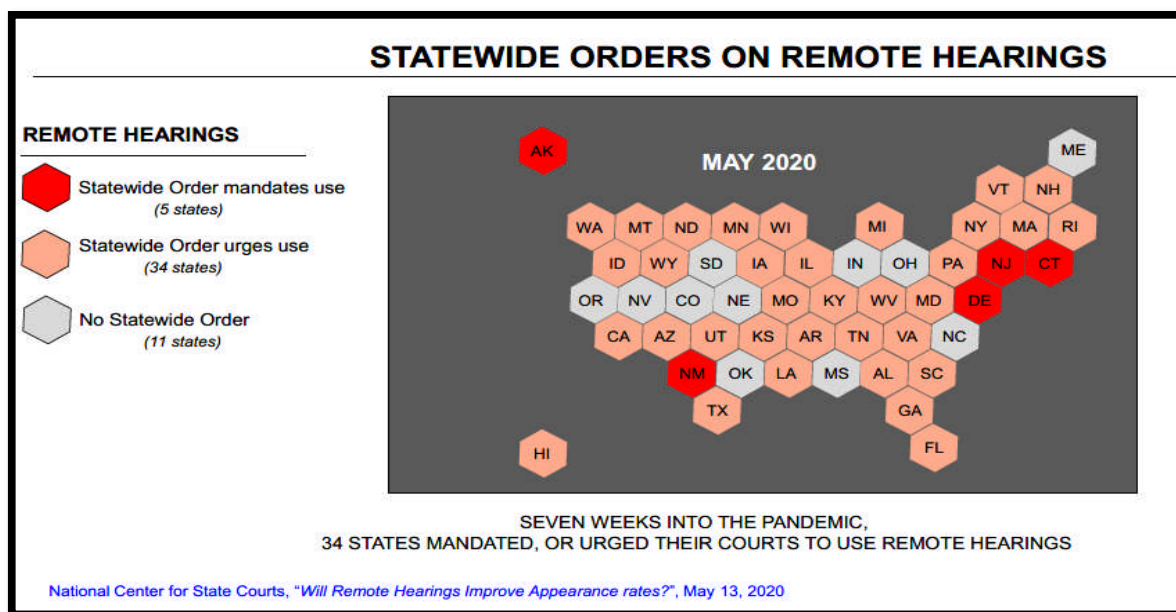 STATEWIDE ORDERS ON REMOTE HEARINGS
REMOTE HEARINGS
Statewide Order mandates use
(5 states)
Statewide Order urges use
(34 states)
No Statewide Order
(11 states)
MAY 2020
AK
ME
VT NH
WA MT ND MN WI MI NY MA RI
ID WY SD IA IL IN OH PA NJ CT
OR NV CO NE MO KY WV MD DE
CA AZ UT KS AR TN VA NC
NM OK LA MS AL SC
TX GA
HI FL
SEVEN WEEKS INTO THE PANDEMIC,
34 STATES MANDATED, OR URGED THEIR COURTS TO USE REMOTE HEARINGS
National Center for State Courts, “Will Remote Hearings Improve Appearance rates?”, May 13, 2020